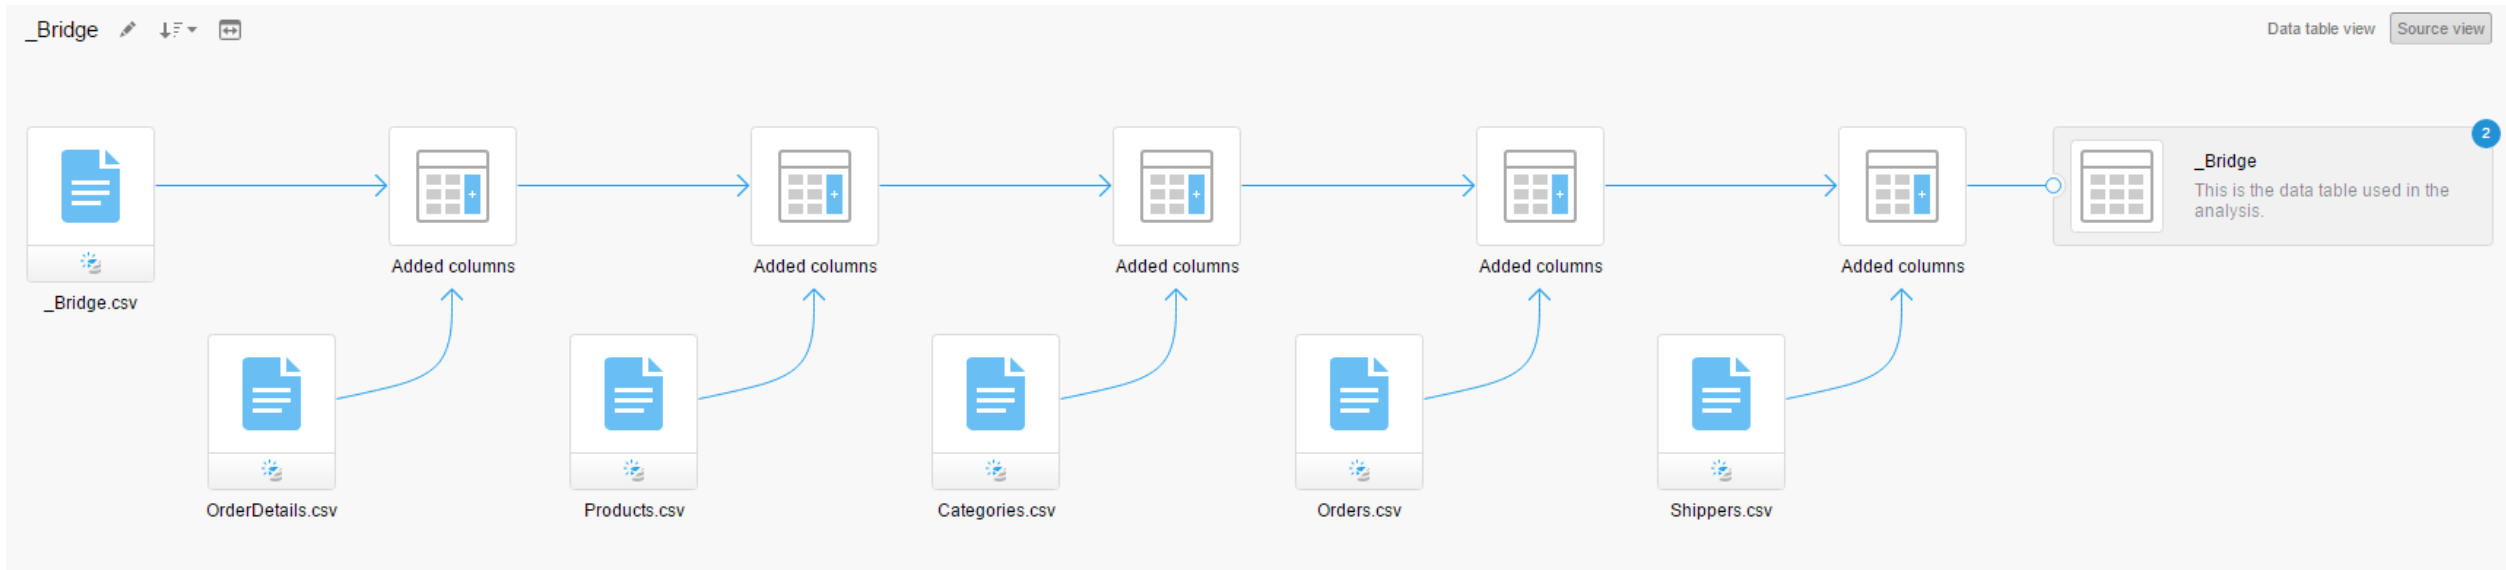 _Bridge
Data table view
Source view
2
_Bridge
This is the data table used in the
analysis.
Added columns
Added columns
Added columns
Added columns
Added columns
_Bridge.csv
OrderDetails.csv
Products.csv
Categories.csv
Orders.csv
Shippers.csv